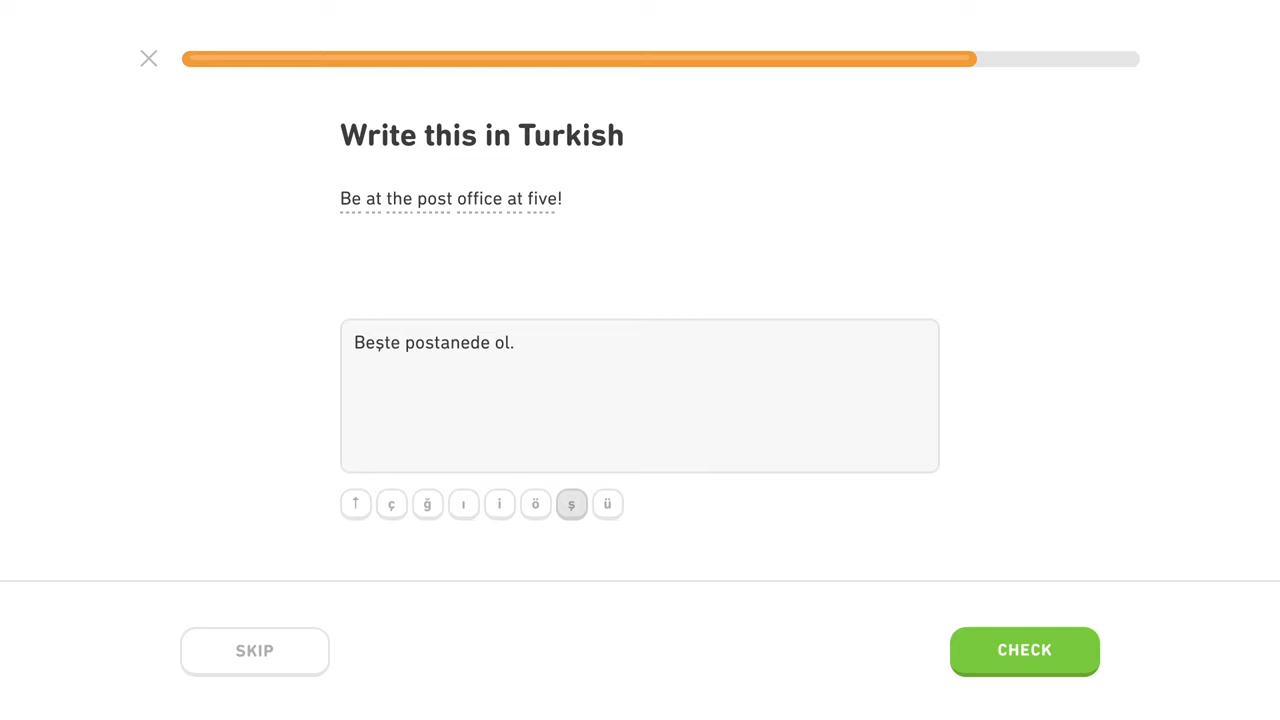 Write this in Turkish
Be at the post office at five!
Beşte postanede ol.
↑ ç ğ ı i ö ş ü
SKIP
CHECK